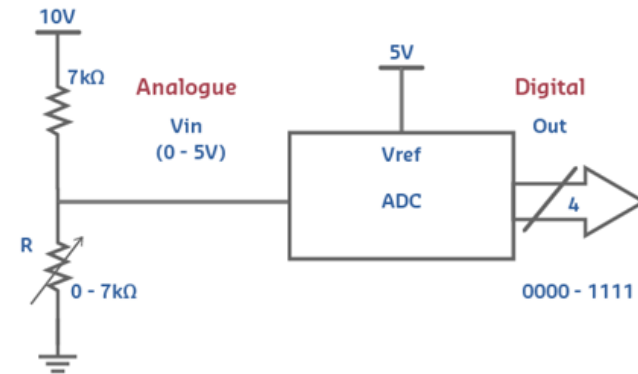 10V
7kΩ
5V
Analogue
Digital
Vin
(0 - 5V)
Out
Vref
ADC
4
R
0 - 7kΩ
0000 - 1111